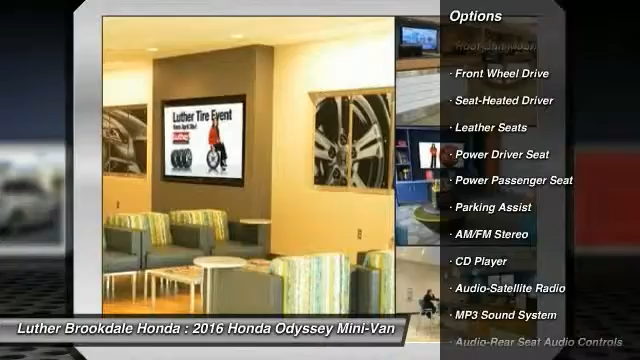 Options
Luther Tire Event
· Front Wheel Drive
· Seat-Heated Driver
· Leather Seats
· Power Driver Seat
· Power Passenger Seat
· Parking Assist
· AM/FM Stereo
· CD Player
· Audio-Satellite Radio
· MP3 Sound System
· Audio-Rear Seat Audio Controls
Luther Brookdale Honda : 2016 Honda Odyssey Mini-Van